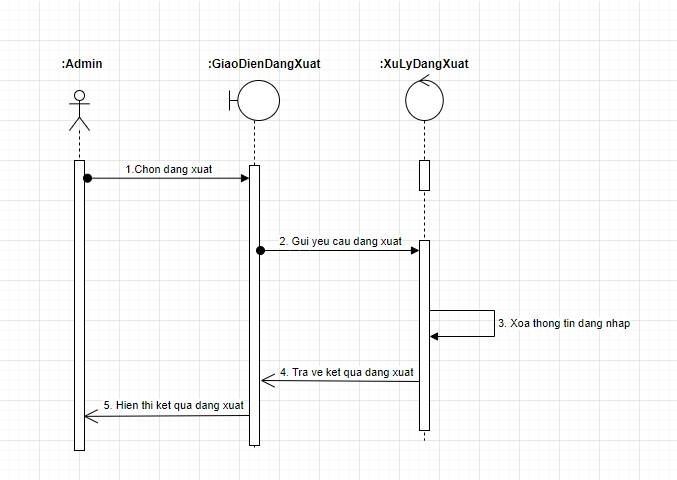 :Admin
:GiaoDienDangXuat
:XuLyDangXuat
1.Chon dang xuat
2. Gui yeu cau dang xuat
3. Xoa thong tin dang nhap
4. Tra ve ket qua dang xuat
5. Hien thi ket qua dang xuat